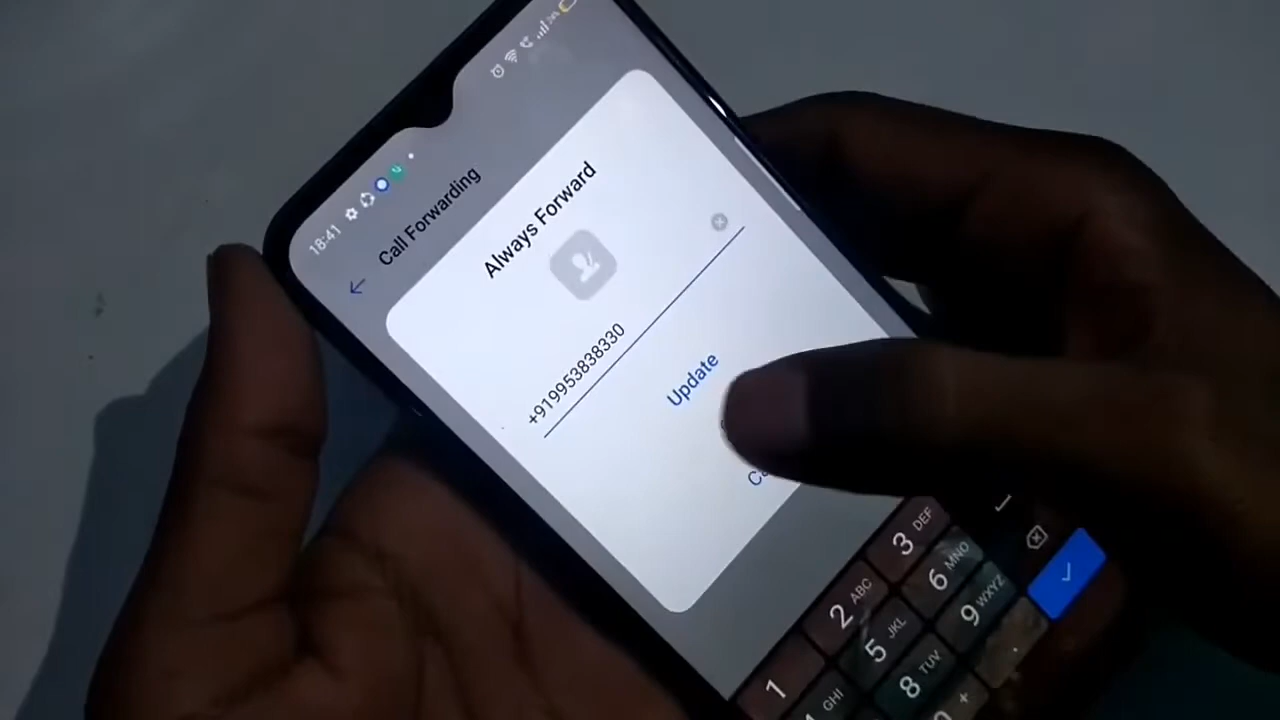 18:41
Call Forwarding
Always Forward
+919953838330
Update
1
2 ABC
3 DEF
GHI
5 JKL
6 MNO
8 TUV
9 WXYZ
+
.